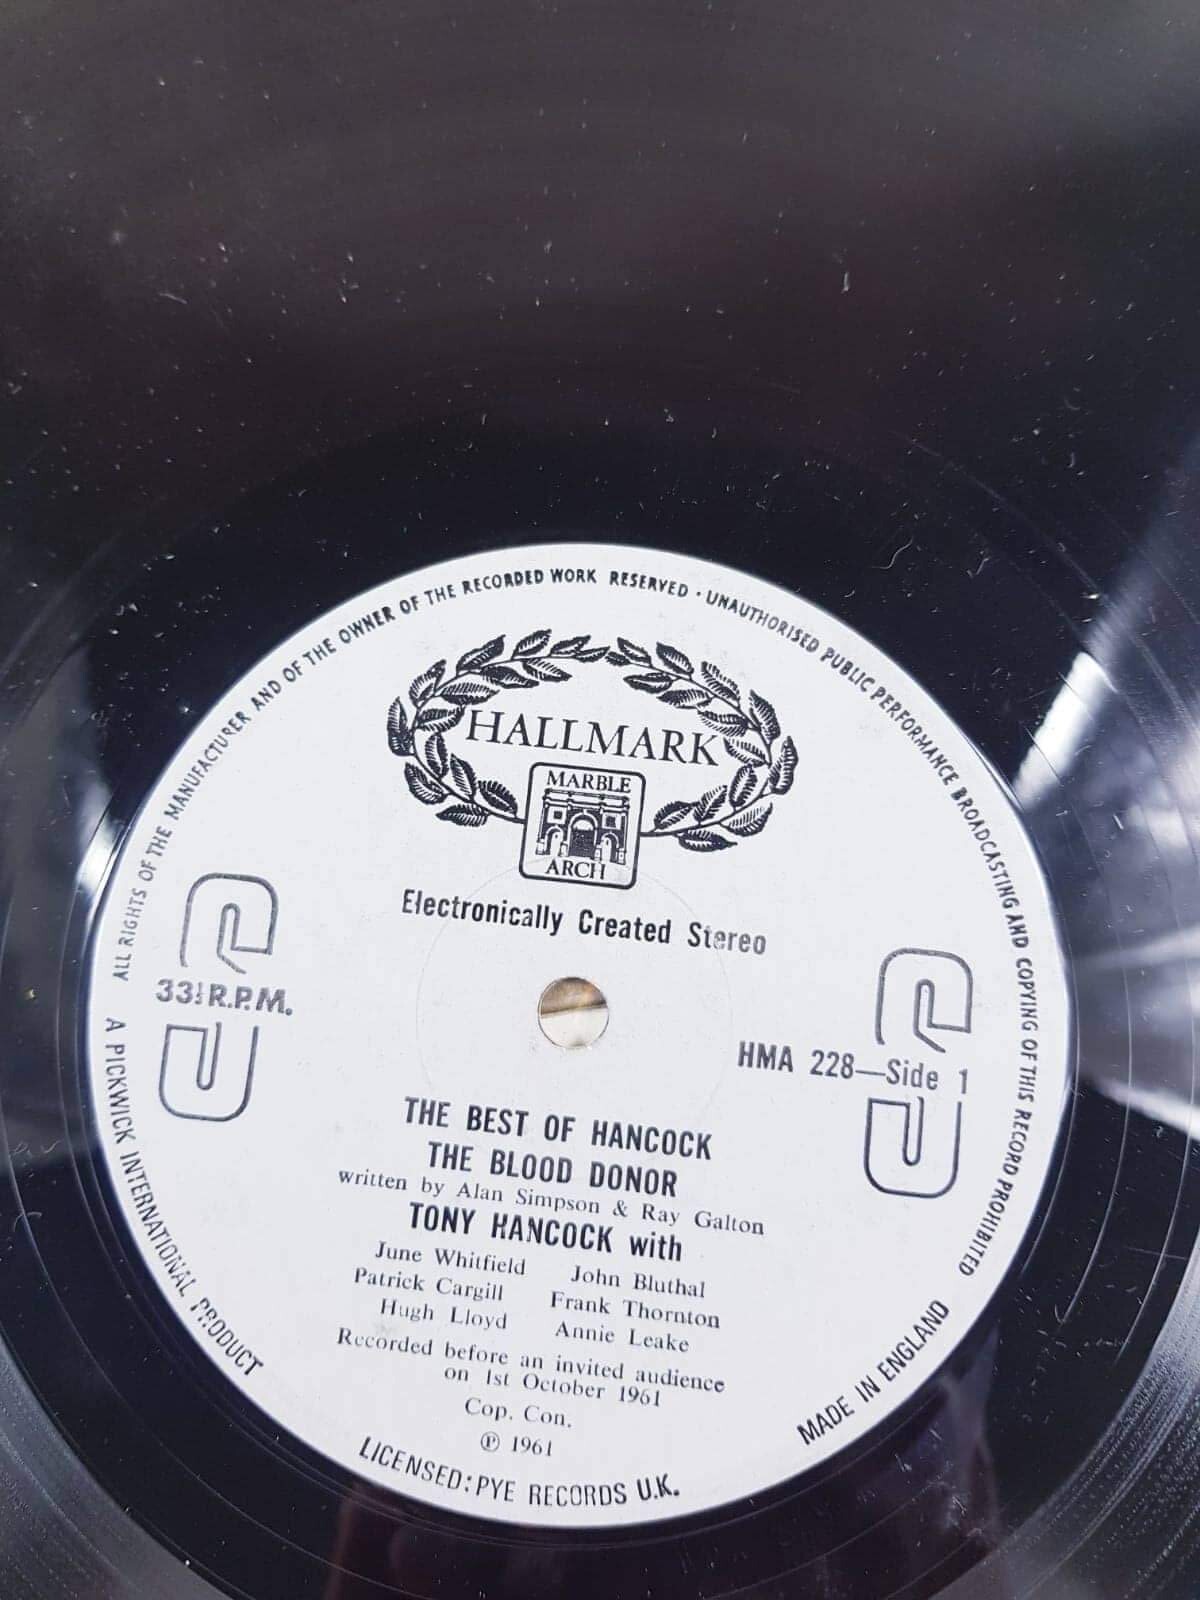 ALL RIGHTS OF THE MANUFACTURER AND OF THE OWNER OF THE RECORDED WORK RESERVED · UNAUTHORISED PUBLIC PERFORMANCE BROADCASTING AND COPYING OF THIS RECORD PROHIBITED
HALLMARK
MARBLE
ARCH
Electronically Created Stereo
33⅓ R.P.M.
HMA 228—Side 1
THE BEST OF HANCOCK
THE BLOOD DONOR
written by Alan Simpson & Ray Galton
TONY HANCOCK with
June Whitfield John Bluthal
Patrick Cargill Frank Thornton
Hugh Lloyd Annie Leake
Recorded before an invited audience
on 1st October 1961
Cop. Con.
℗ 1961
A PICKWICK INTERNATIONAL PRODUCT
LICENSED: PYE RECORDS U.K.
MADE IN ENGLAND